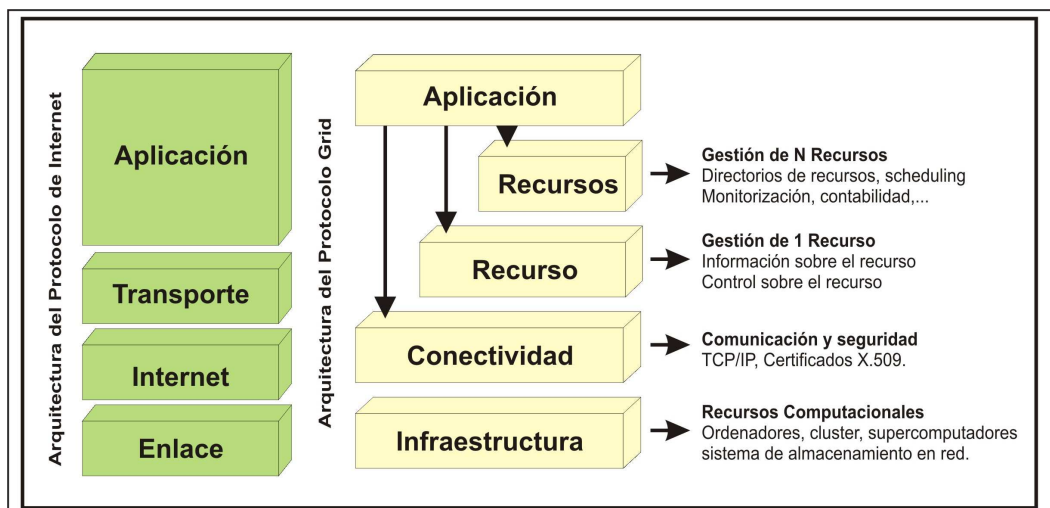 Arquitectura del Protocolo de Internet
Aplicación
Transporte
Internet
Enlace
Arquitectura del Protocolo Grid
Aplicación
Recursos
Recurso
Conectividad
Infraestructura
Gestión de N Recursos
Directorios de recursos, scheduling
Monitorización, contabilidad,...
Gestión de 1 Recurso
Información sobre el recurso
Control sobre el recurso
Comunicación y seguridad
TCP/IP, Certificados X.509.
Recursos Computacionales
Ordenadores, cluster, supercomputadores
sistema de almacenamiento en red.